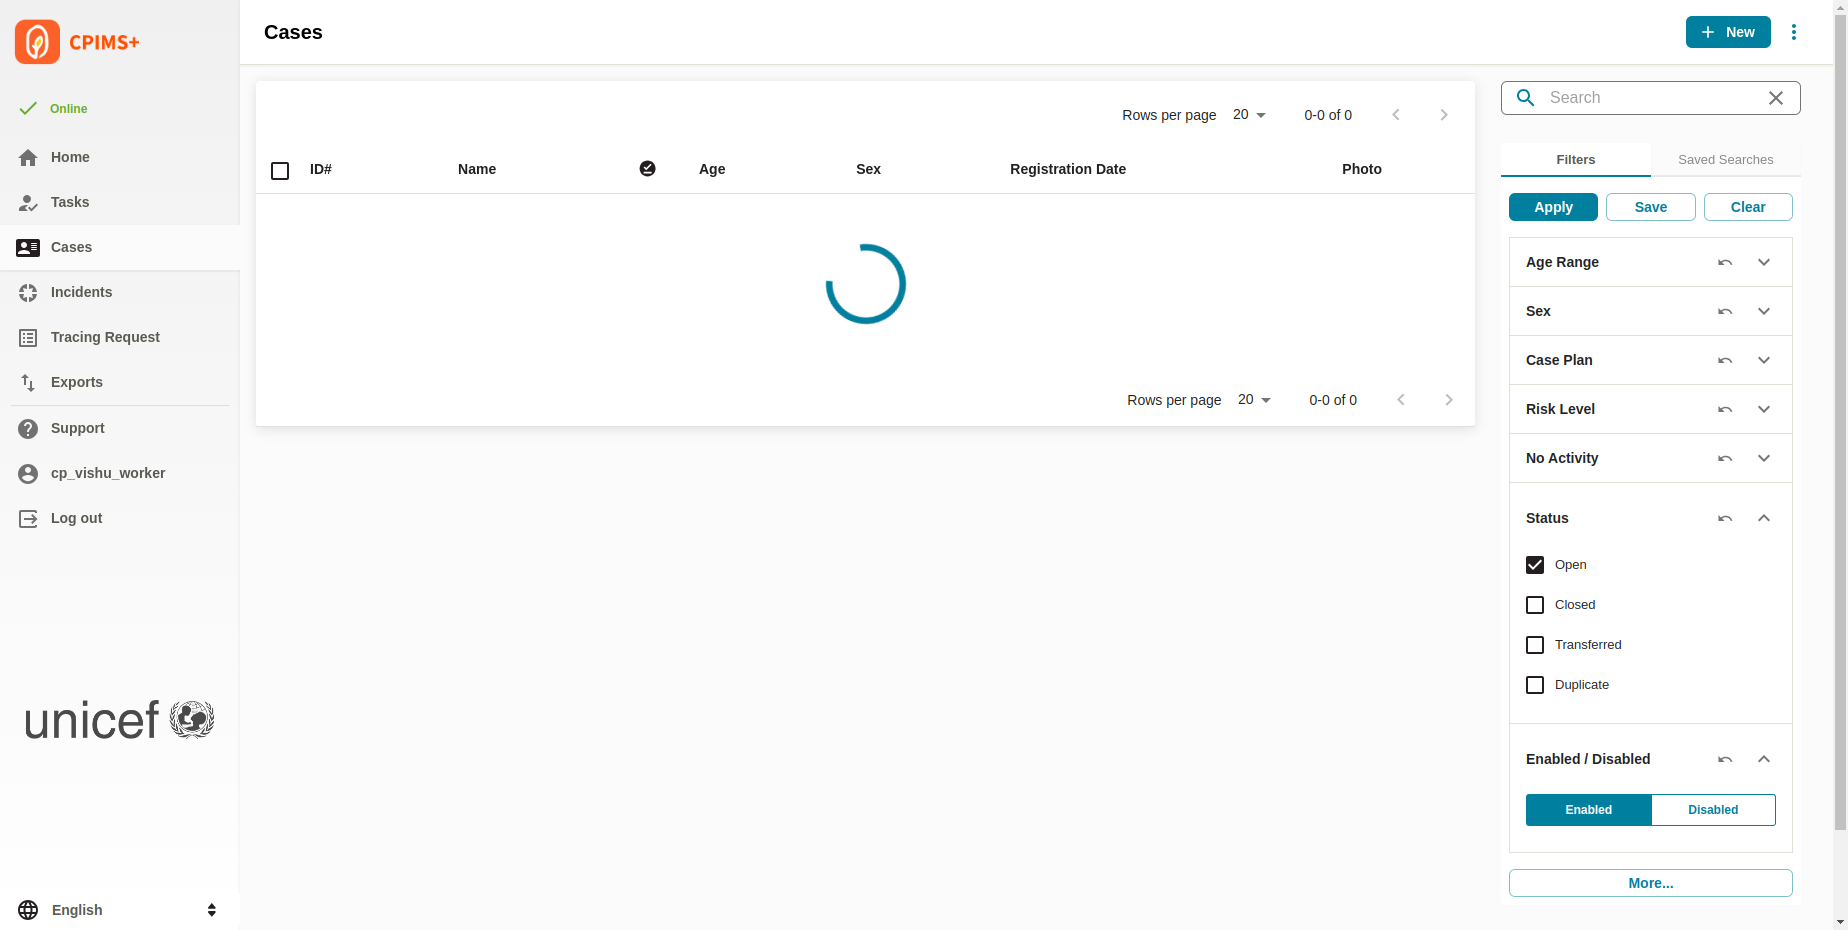 CPIMS+
Online
Home
Tasks
Cases
Incidents
Tracing Request
Exports
Support
cp_vishu_worker
Log out
unicef
English
Cases
New
Rows per page 20 0-0 of 0
ID# Name Age Sex Registration Date Photo
Rows per page 20 0-0 of 0
Search
Filters Saved Searches
Apply Save Clear
Age Range
Sex
Case Plan
Risk Level
No Activity
Status
Open
Closed
Transferred
Duplicate
Enabled / Disabled
Enabled Disabled
More...